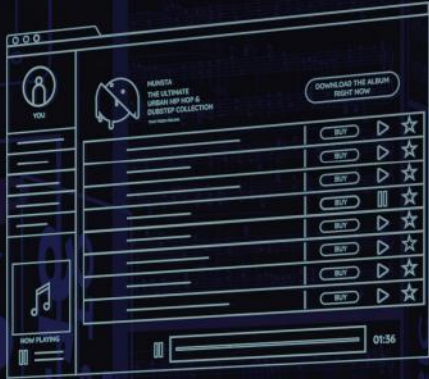 YOU
MUNSTA
THE ULTIMATE
URBAN HIP HOP &
DUBSTEP COLLECTION
DOWNLOAD THE ALBUM
RIGHT NOW
BUY
BUY
BUY
BUY
BUY
BUY
BUY
BUY
NOW PLAYING
01:36